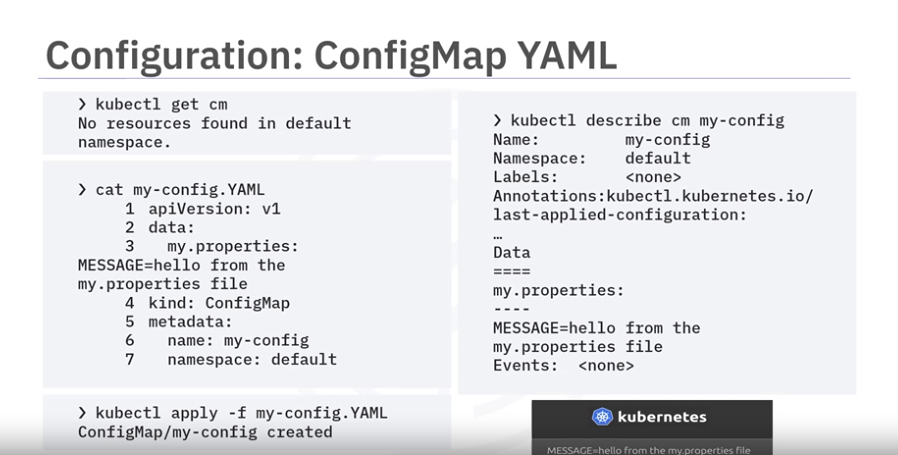 Configuration: ConfigMap YAML
❯ kubectl get cm
No resources found in default
namespace.
❯ cat my-config.YAML
1 apiVersion: v1
2 data:
3   my.properties:
MESSAGE=hello from the
my.properties file
4 kind: ConfigMap
5 metadata:
6   name: my-config
7   namespace: default
❯ kubectl apply -f my-config.YAML
ConfigMap/my-config created
❯ kubectl describe cm my-config
Name:         my-config
Namespace:    default
Labels:       <none>
Annotations:kubectl.kubernetes.io/
last-applied-configuration:
…
Data
====
my.properties:
----
MESSAGE=hello from the
my.properties file
Events:  <none>
kubernetes
MESSAGE=hello from the my.properties file